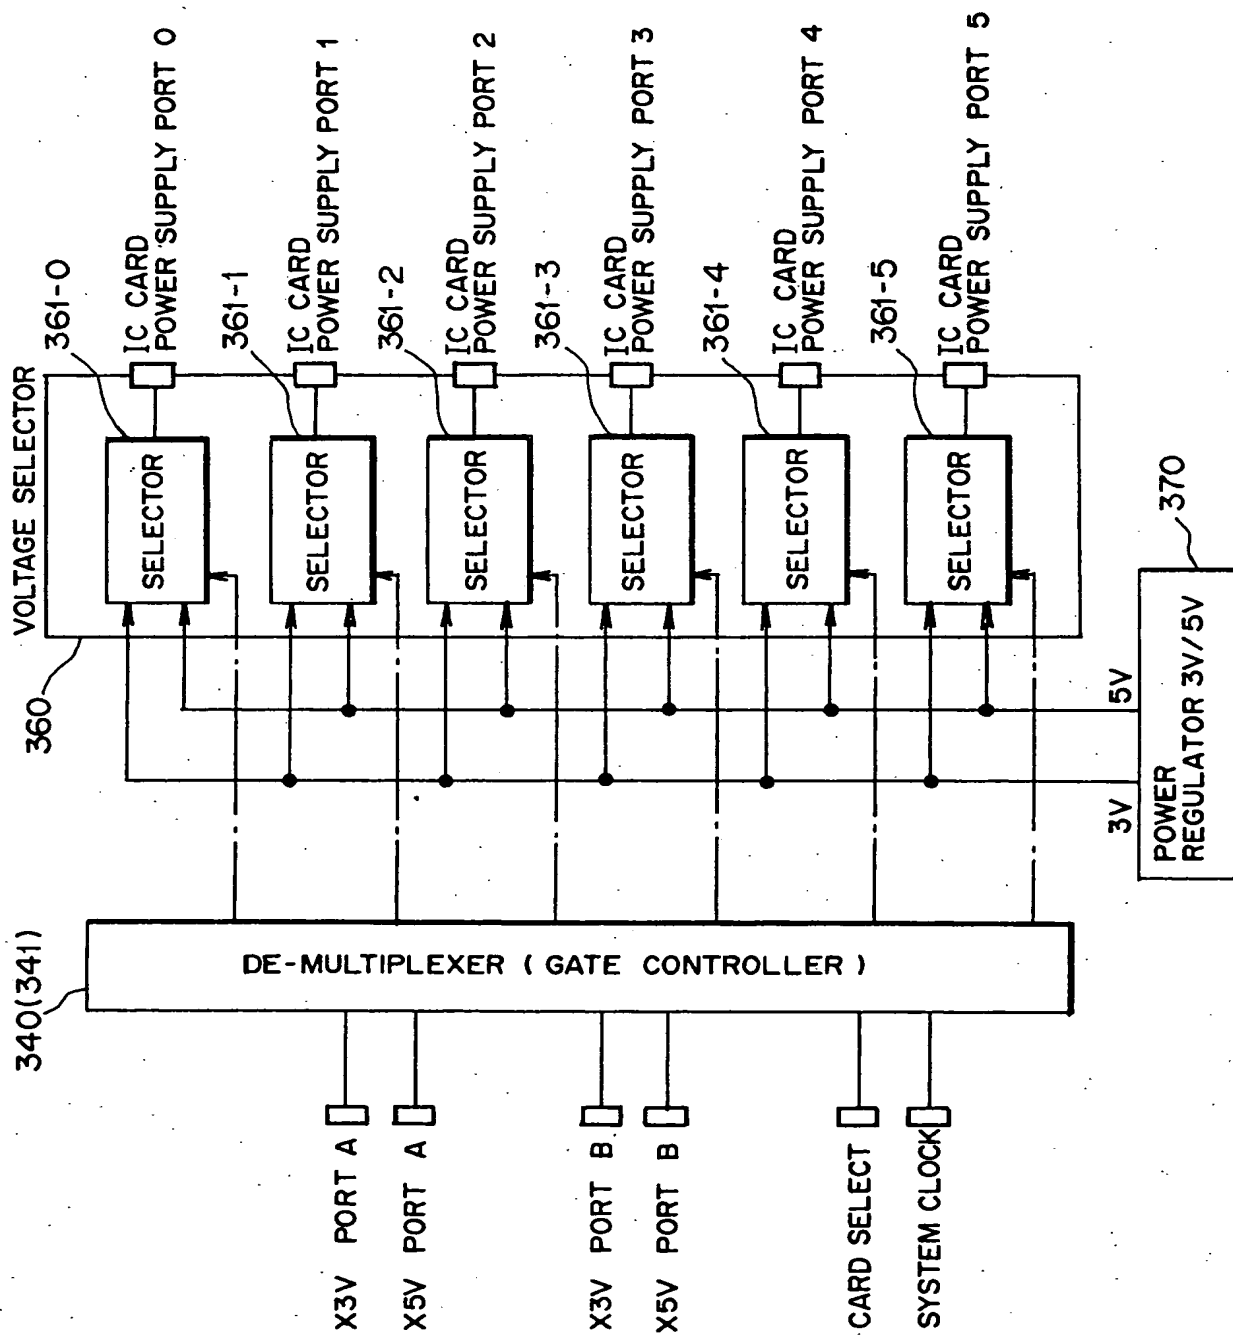 VOLTAGE SELECTOR
360
361-0
361-1
361-2
361-3
361-4
361-5
SELECTOR
SELECTOR
SELECTOR
SELECTOR
SELECTOR
SELECTOR
IC CARD
POWER SUPPLY PORT 0
IC CARD
POWER SUPPLY PORT 1
IC CARD
POWER SUPPLY PORT 2
IC CARD
POWER SUPPLY PORT 3
IC CARD
POWER SUPPLY PORT 4
IC CARD
POWER SUPPLY PORT 5
3V
5V
370
POWER
REGULATOR 3V/5V
340(341)
DE-MULTIPLEXER ( GATE CONTROLLER )
X3V PORT A
X5V PORT A
X3V PORT B
X5V PORT B
CARD SELECT
SYSTEM CLOCK